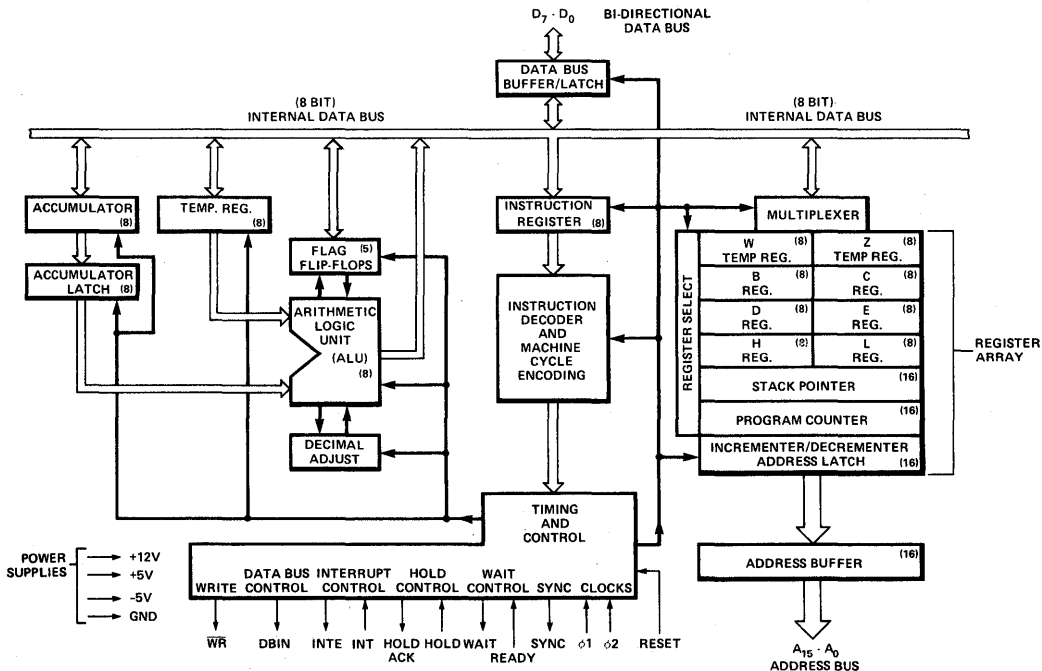 D7 - D0
BI-DIRECTIONAL
DATA BUS
DATA BUS
BUFFER/LATCH
(8 BIT)
INTERNAL DATA BUS
(8 BIT)
INTERNAL DATA BUS
ACCUMULATOR
(8)
TEMP. REG.
(8)
INSTRUCTION
REGISTER (8)
MULTIPLEXER
ACCUMULATOR
LATCH (8)
(5)
FLAG
FLIP-FLOPS
ARITHMETIC
LOGIC
UNIT
(ALU)
(8)
DECIMAL
ADJUST
INSTRUCTION
DECODER
AND
MACHINE
CYCLE
ENCODING
REGISTER SELECT
W (8)
TEMP REG.
Z (8)
TEMP REG.
B (8)
REG.
C (8)
REG.
D (8)
REG.
E (8)
REG.
H (8)
REG.
L (8)
REG.
(16)
STACK POINTER
(16)
PROGRAM COUNTER
INCREMENTER/DECREMENTER
ADDRESS LATCH (16)
REGISTER
ARRAY
TIMING
AND
CONTROL
ADDRESS BUFFER (16)
A15 - A0
ADDRESS BUS
POWER
SUPPLIES
+12V
+5V
-5V
GND
WRITE
DATA BUS
CONTROL
INTERRUPT
CONTROL
HOLD
CONTROL
WAIT
CONTROL
SYNC
CLOCKS
W̅R̅
DBIN
INTE
INT
HOLD
ACK
HOLD
WAIT
READY
SYNC
ϕ1
ϕ2
RESET